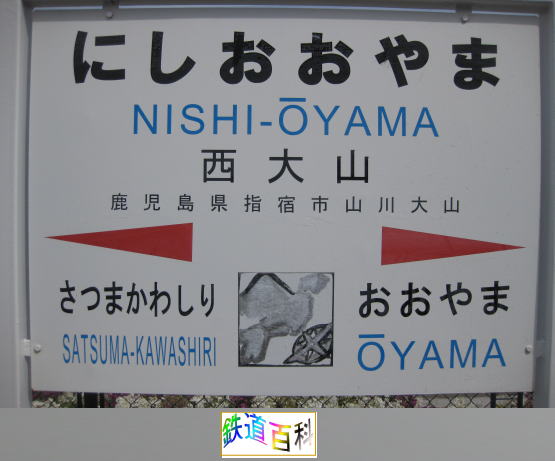 にしおおやま
NISHI-ŌYAMA
西大山
鹿児島県指宿市山川大山
さつまかわしり
おおやま
SATSUMA-KAWASHIRI
ŌYAMA
鉄道百科